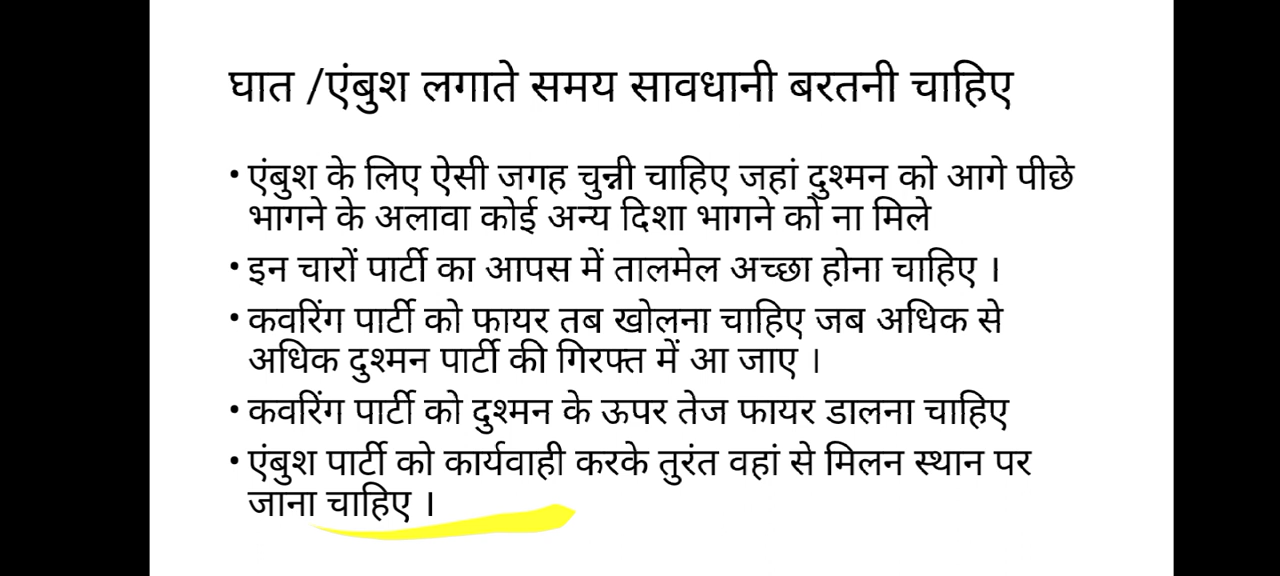 घात /एंबुश लगाते समय सावधानी बरतनी चाहिए
• एंबुश के लिए ऐसी जगह चुन्नी चाहिए जहां दुश्मन को आगे पीछे
भागने के अलावा कोई अन्य दिशा भागने को ना मिले
• इन चारों पार्टी का आपस में तालमेल अच्छा होना चाहिए ।
• कवरिंग पार्टी को फायर तब खोलना चाहिए जब अधिक से
अधिक दुश्मन पार्टी की गिरफ्त में आ जाए ।
• कवरिंग पार्टी को दुश्मन के ऊपर तेज फायर डालना चाहिए
• एंबुश पार्टी को कार्यवाही करके तुरंत वहां से मिलन स्थान पर
जाना चाहिए ।